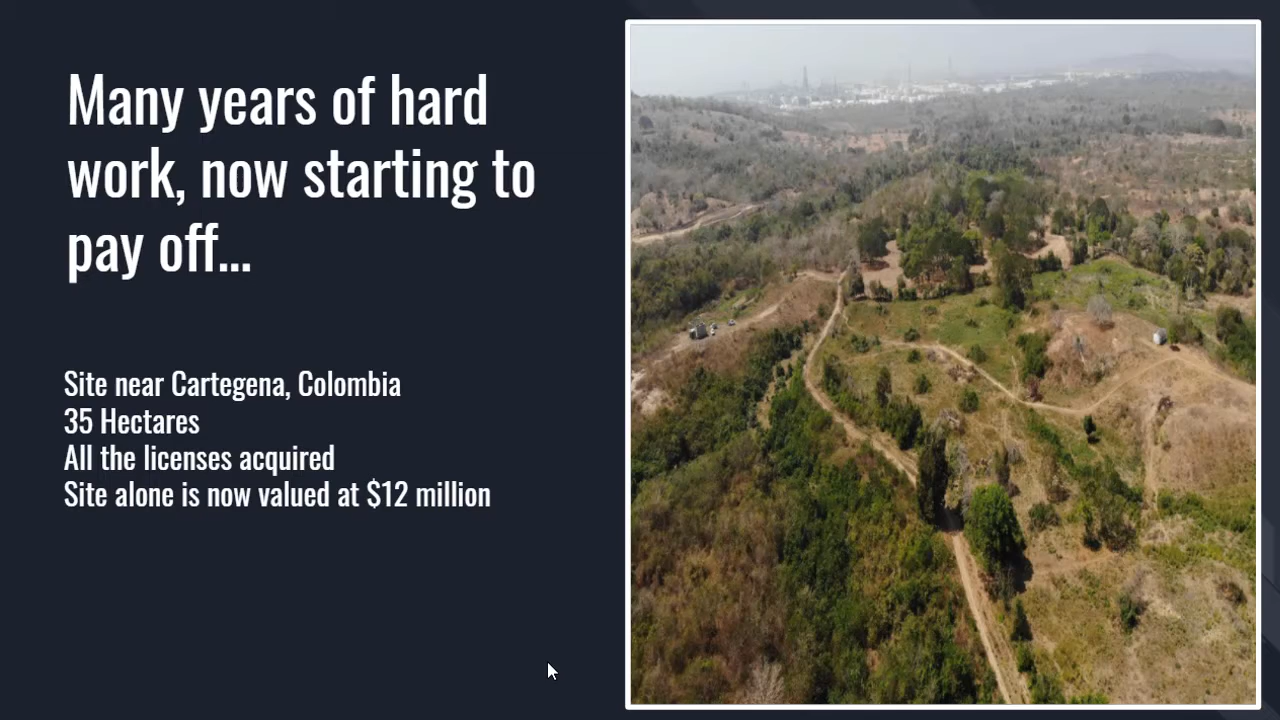 Many years of hard
work, now starting to
pay off...
Site near Cartegena, Colombia
35 Hectares
All the licenses acquired
Site alone is now valued at $12 million